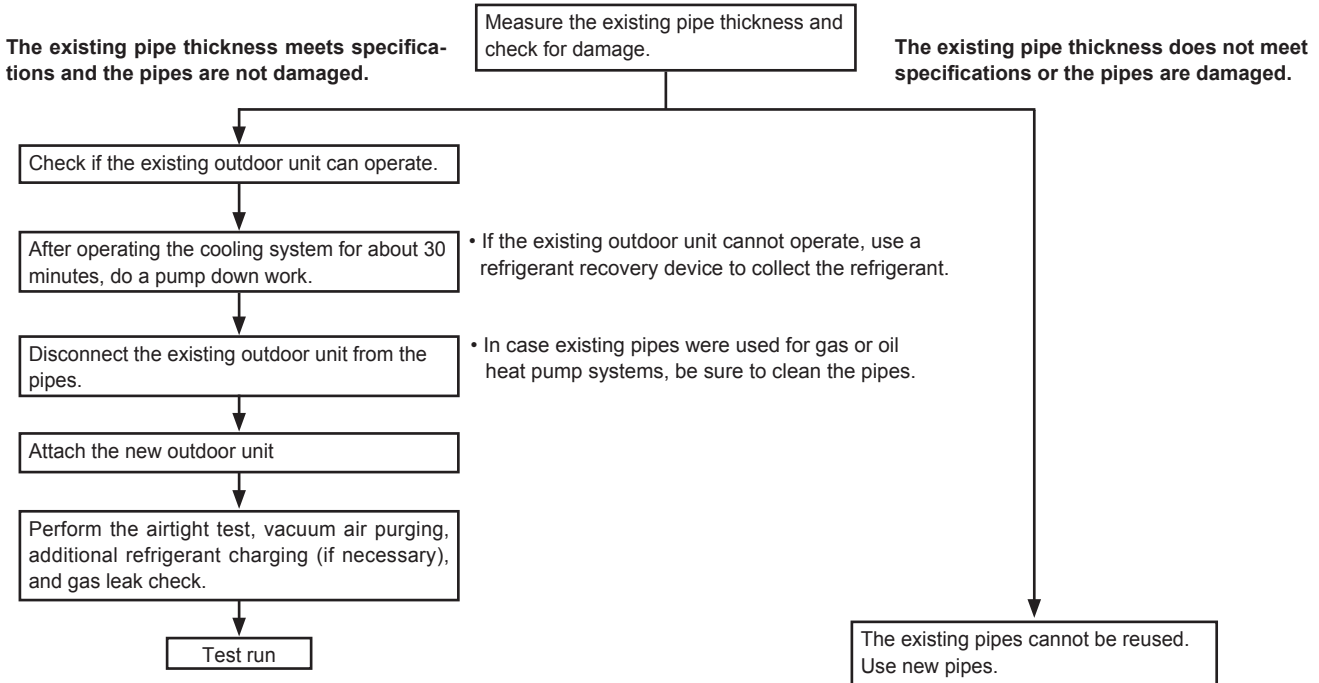 Measure the existing pipe thickness and
check for damage.
The existing pipe thickness meets specifica-
tions and the pipes are not damaged.
The existing pipe thickness does not meet
specifications or the pipes are damaged.
Check if the existing outdoor unit can operate.
After operating the cooling system for about 30
minutes, do a pump down work.
• If the existing outdoor unit cannot operate, use a
refrigerant recovery device to collect the refrigerant.
Disconnect the existing outdoor unit from the
pipes.
• In case existing pipes were used for gas or oil
heat pump systems, be sure to clean the pipes.
Attach the new outdoor unit
Perform the airtight test, vacuum air purging,
additional refrigerant charging (if necessary),
and gas leak check.
Test run
The existing pipes cannot be reused.
Use new pipes.